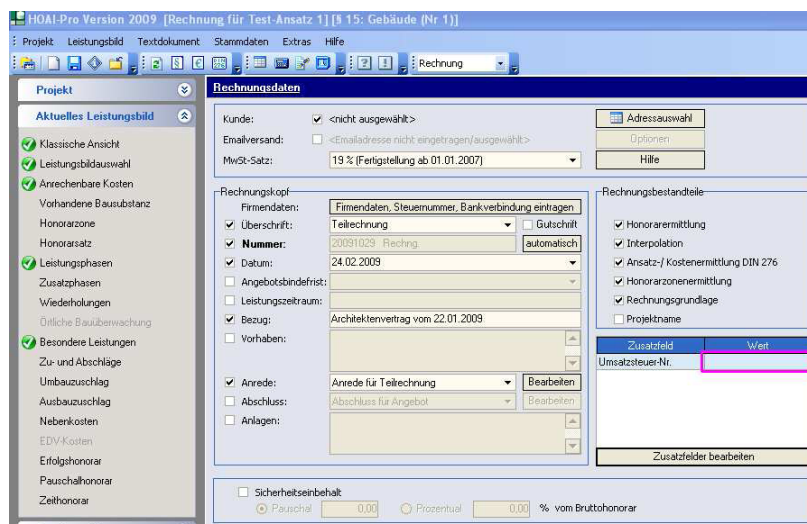 HOAI-Pro Version 2009 [Rechnung für Test-Ansatz 1] [§ 15: Gebäude (Nr 1)]
Projekt Leistungsbild Textdokument Stammdaten Extras Hilfe
Rechnung
Projekt
Aktuelles Leistungsbild
Klassische Ansicht
Leistungsbildauswahl
Anrechenbare Kosten
Vorhandene Bausubstanz
Honorarzone
Honorarsatz
Leistungsphasen
Zusatzphasen
Wiederholungen
Örtliche Bauüberwachung
Besondere Leistungen
Zu- und Abschläge
Umbauzuschlag
Ausbauzuschlag
Nebenkosten
EDV-Kosten
Erfolgshonorar
Pauschalhonorar
Zeithonorar
Rechnungsdaten
Kunde: <nicht ausgewählt> Adressauswahl
Emailversand: <Emailadresse nicht eingetragen/ausgewählt> Optionen
MwSt-Satz: 19 % (Fertigstellung ab 01.01.2007) Hilfe
Rechnungskopf
Firmendaten: Firmendaten, Steuernummer, Bankverbindung eintragen
Überschrift: Teilrechnung Gutschrift
Nummer: 20091029 Rechng. automatisch
Datum: 24.02.2009
Angebotsbindefrist:
Leistungszeitraum:
Bezug: Architektenvertrag vom 22.01.2009
Vorhaben:
Anrede: Anrede für Teilrechnung Bearbeiten
Abschluss: Abschluss für Angebot Bearbeiten
Anlagen:
Rechnungsbestandteile
Honorarermittlung
Interpolation
Ansatz-/ Kostenermittlung DIN 276
Honorarzonenermittlung
Rechnungsgrundlage
Projektname
Zusatzfeld Wert
Umsatzsteuer-Nr.
Zusatzfelder bearbeiten
Sicherheitseinbehalt
Pauschal 0,00 Prozentual 0,00 % vom Bruttohonorar